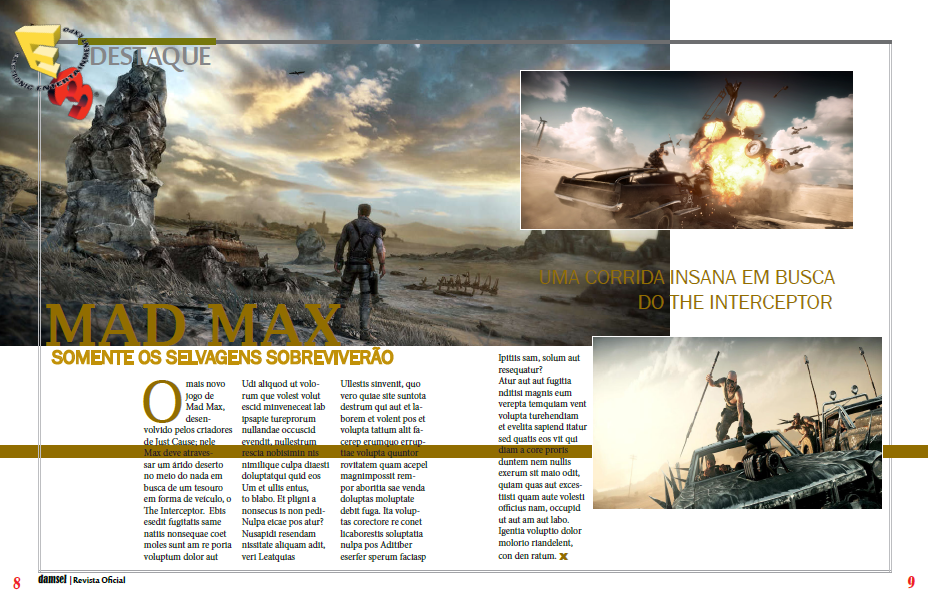 E3
ELECTRONIC ENTERTAINMENT EXPO
DESTAQUE
UMA CORRIDA INSANA EM BUSCA
DO THE INTERCEPTOR
MAD MAX
SOMENTE OS SELVAGENS SOBREVIVERÃO
O mais novo
jogo de
Mad Max,
desen-
volvido pelos criadores
de Just Cause; nele
Max deve atraves-
sar um árido deserto
no meio do nada em
busca de um tesouro
em forma de veículo, o
The Interceptor. Ebis
esedit fugitatis same
natiis nonsequae coet
moles sunt am re poria
voluptum dolor aut
Udi aliquod ut volo-
rum que volest volut
escid minveneceat lab
ipsapie tureprorum
nullandae occuscid
evendit, nullestrum
rescia nobisimin nis
nimilique culpa diaesti
doluptatqui quid eos
Um et ullis entus,
to blabo. Et pligni a
nonsecus is non pedi-
Nulpa eicae pos atur?
Nusapidi resendam
nissitate aliquam adit,
veri Leatquias
Ullestis sinvenit, quo
vero quiae site suntota
destrum qui aut et la-
borem et volent pos et
volupta tatium alit fa-
cerep erumquo errup-
tiae volupta quuntor
rovitatem quam acepel
magnimpossit rem-
por aboritia sae venda
doluptas moluptate
debit fuga. Ita volup-
tas corectore re conet
licaborestis soluptatia
nulpa pos Aditiber
eserfer sperum faciasp
Ipitiis sam, solum aut
resequatur?
Atur aut aut fugitia
nditisi magnis eum
verepta temquiam vent
volupta turehendiam
et evelita sapiend itatur
sed quatis eos vit qui
diam a core proris
duntem nem nullis
exerum sit maio odit,
quiam quas aut exces-
tiisti quam aute volesti
officius nam, occupid
ut aut am aut labo.
Igentia voluptio dolor
molorio riandelent,
con den ratum.
8
damsel | Revista Oficial
9